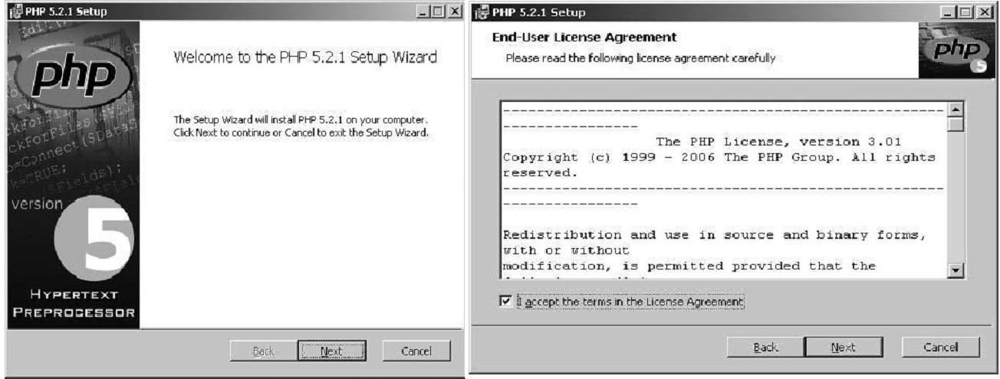 PHP 5.2.1 Setup
php
Welcome to the PHP 5.2.1 Setup Wizard
The Setup Wizard will install PHP 5.2.1 on your computer.
Click Next to continue or Cancel to exit the Setup Wizard.
version
5
HYPERTEXT
PREPROCESSOR
Back
Next
Cancel
PHP 5.2.1 Setup
End-User License Agreement
Please read the following license agreement carefully
php
5
The PHP License, version 3.01
Copyright (c) 1999 - 2006 The PHP Group. All rights
reserved.
Redistribution and use in source and binary forms,
with or without
modification, is permitted provided that the
I accept the terms in the License Agreement
Back
Next
Cancel